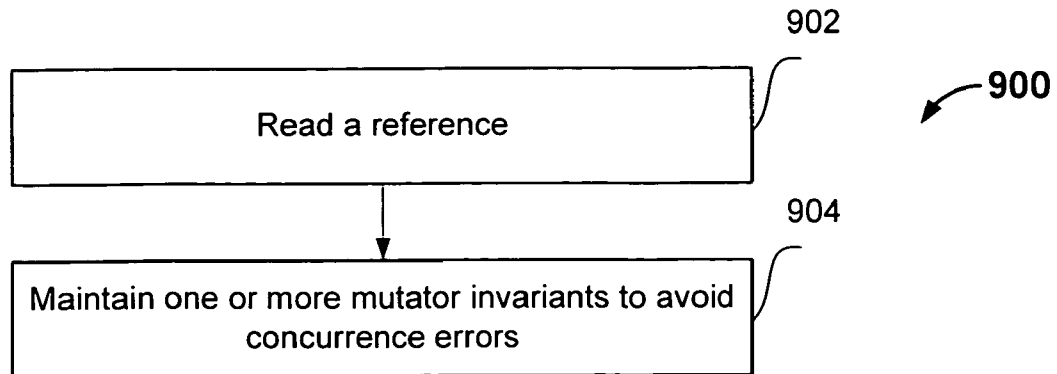 902
900
Read a reference
904
Maintain one or more mutator invariants to avoid
concurrence errors